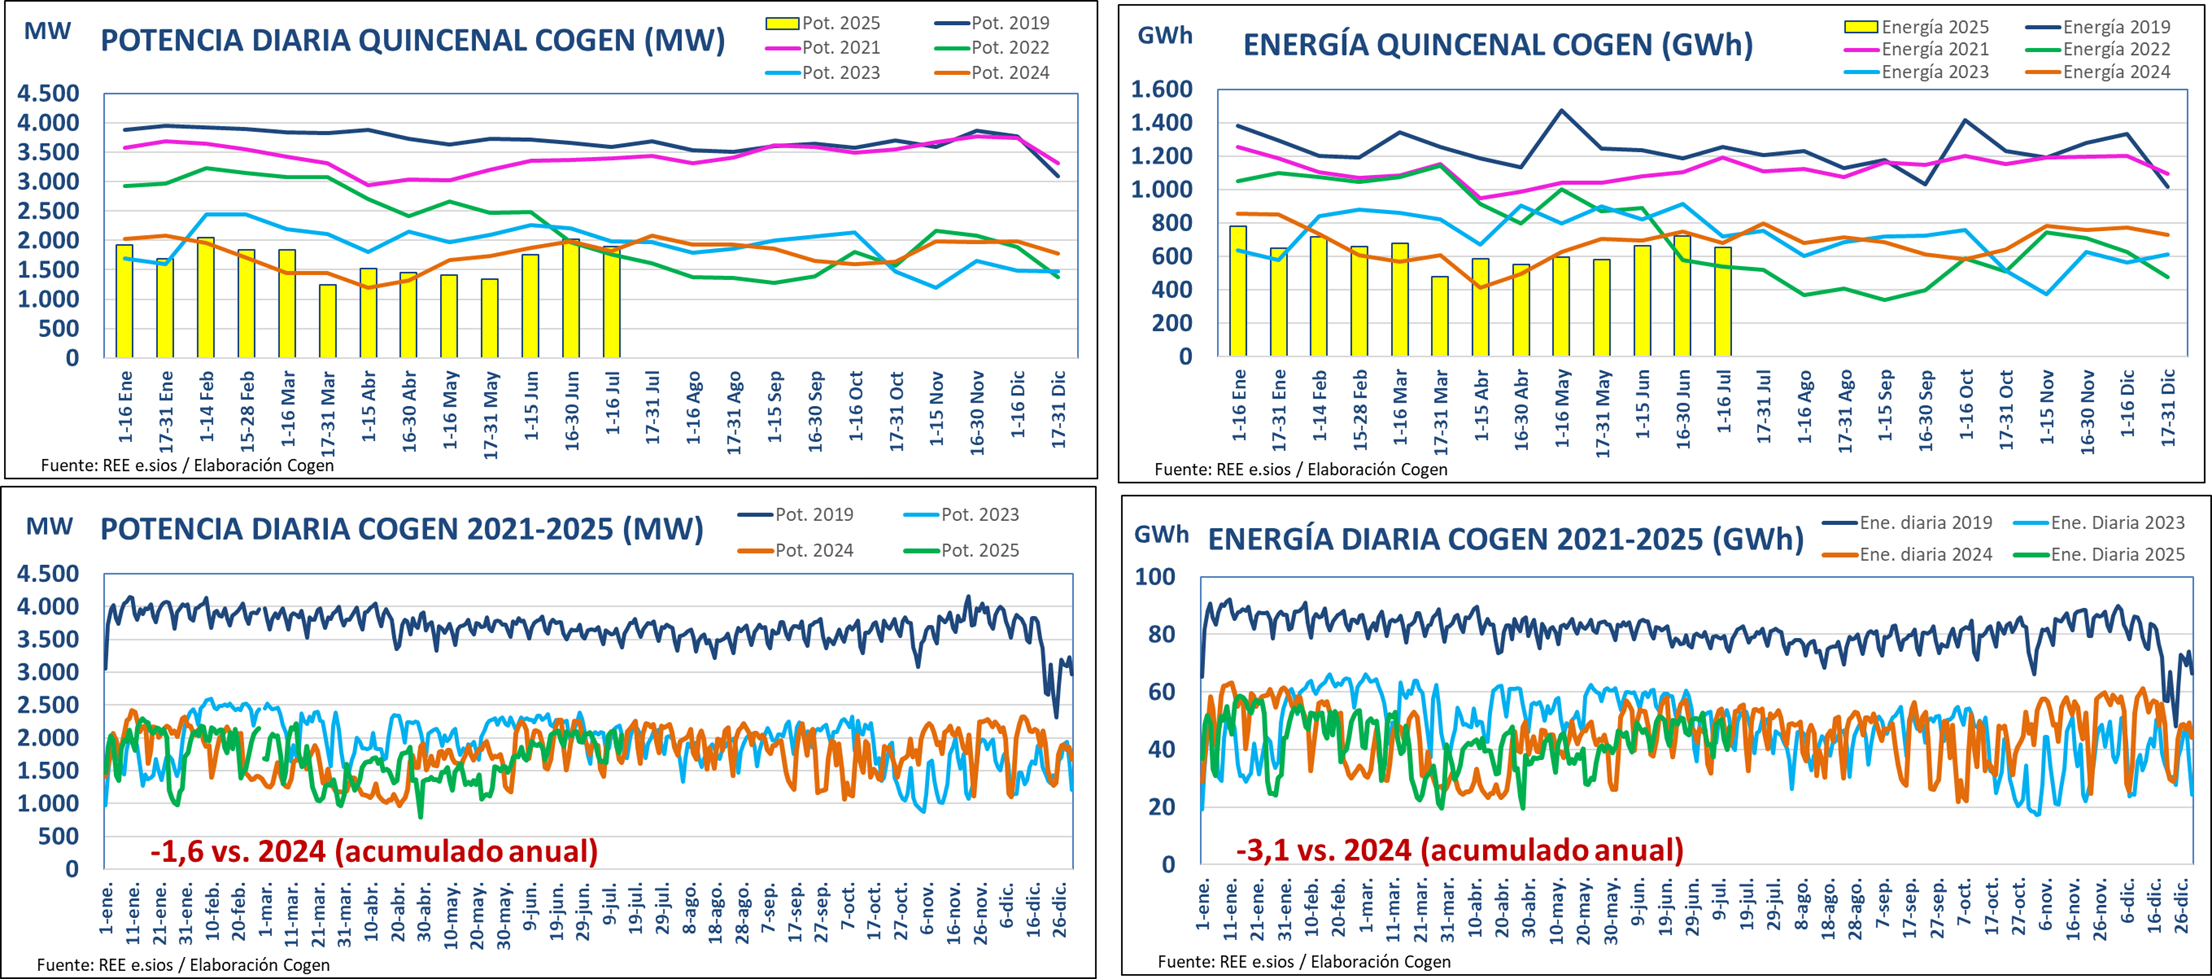 MW
POTENCIA DIARIA QUINCENAL COGEN (MW)
Pot. 2025
Pot. 2019
Pot. 2021
Pot. 2022
Pot. 2023
Pot. 2024
4.500
4.000
3.500
3.000
2.500
2.000
1.500
1.000
500
0
1-16 Ene
17-31 Ene
1-14 Feb
15-28 Feb
1-16 Mar
17-31 Mar
1-15 Abr
16-30 Abr
1-16 May
17-31 May
1-15 Jun
16-30 Jun
1-16 Jul
17-31 Jul
1-16 Ago
17-31 Ago
1-15 Sep
16-30 Sep
1-16 Oct
17-31 Oct
1-15 Nov
16-30 Nov
1-16 Dic
17-31 Dic
Fuente: REE e.sios / Elaboración Cogen
GWh
ENERGÍA QUINCENAL COGEN (GWh)
Energía 2025
Energía 2019
Energía 2021
Energía 2022
Energía 2023
Energía 2024
1.600
1.400
1.200
1.000
800
600
400
200
0
1-16 Ene
17-31 Ene
1-14 Feb
15-28 Feb
1-16 Mar
17-31 Mar
1-15 Abr
16-30 Abr
1-16 May
17-31 May
1-15 Jun
16-30 Jun
1-16 Jul
17-31 Jul
1-16 Ago
17-31 Ago
1-15 Sep
16-30 Sep
1-16 Oct
17-31 Oct
1-15 Nov
16-30 Nov
1-16 Dic
17-31 Dic
Fuente: REE e.sios / Elaboración Cogen
MW
POTENCIA DIARIA COGEN 2021-2025 (MW)
Pot. 2019
Pot. 2023
Pot. 2024
Pot. 2025
4.500
4.000
3.500
3.000
2.500
2.000
1.500
1.000
500
0
-1,6 vs. 2024 (acumulado anual)
1-ene.
11-ene.
21-ene.
31-ene.
10-feb.
20-feb.
1-mar.
11-mar.
21-mar.
31-mar.
10-abr.
20-abr.
30-abr.
10-may.
20-may.
30-may.
9-jun.
19-jun.
29-jun.
9-jul.
19-jul.
29-jul.
8-ago.
18-ago.
28-ago.
7-sep.
17-sep.
27-sep.
7-oct.
17-oct.
27-oct.
6-nov.
16-nov.
26-nov.
6-dic.
16-dic.
26-dic.
Fuente: REE e.sios / Elaboración Cogen
GWh
ENERGÍA DIARIA COGEN 2021-2025 (GWh)
Ene. diaria 2019
Ene. Diaria 2023
Ene. diaria 2024
Ene. Diaria 2025
100
80
60
40
20
0
-3,1 vs. 2024 (acumulado anual)
1-ene.
11-ene.
21-ene.
31-ene.
10-feb.
20-feb.
1-mar.
11-mar.
21-mar.
31-mar.
10-abr.
20-abr.
30-abr.
10-may.
20-may.
30-may.
9-jun.
19-jun.
29-jun.
9-jul.
19-jul.
29-jul.
8-ago.
18-ago.
28-ago.
7-sep.
17-sep.
27-sep.
7-oct.
17-oct.
27-oct.
6-nov.
16-nov.
26-nov.
6-dic.
16-dic.
26-dic.
Fuente: REE e.sios / Elaboración Cogen